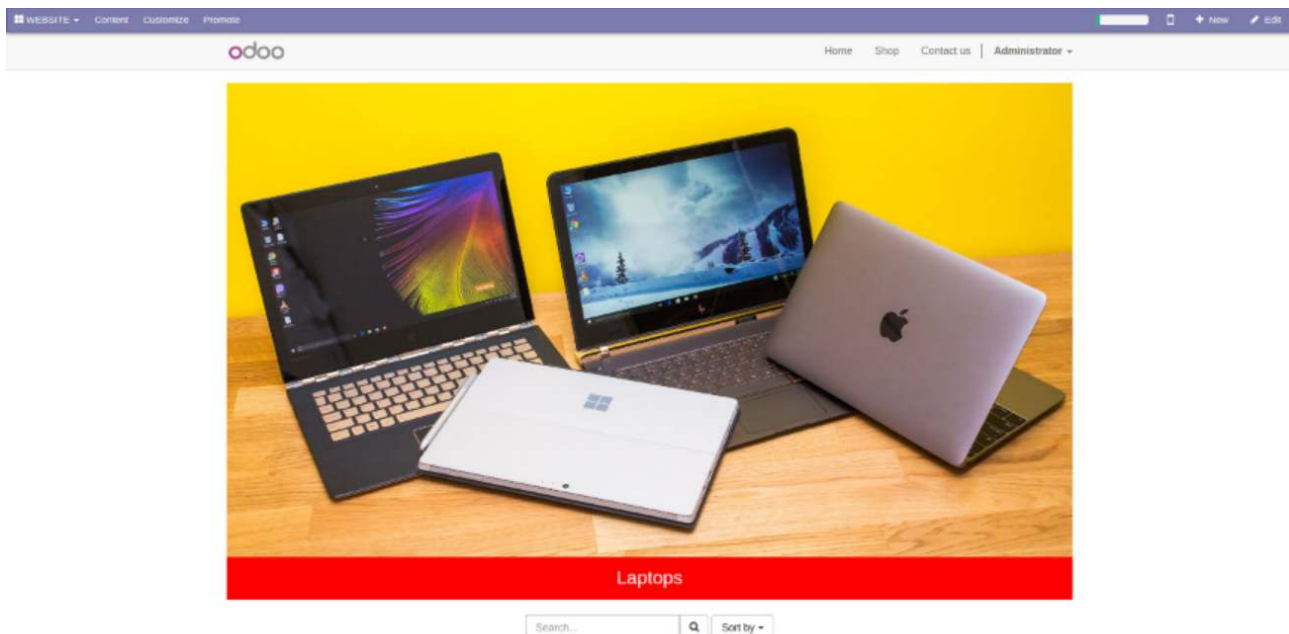 WEBSITE Content Customize Promote + New Edit
odoo Home Shop Contact us Administrator
Laptops
Search... Sort by